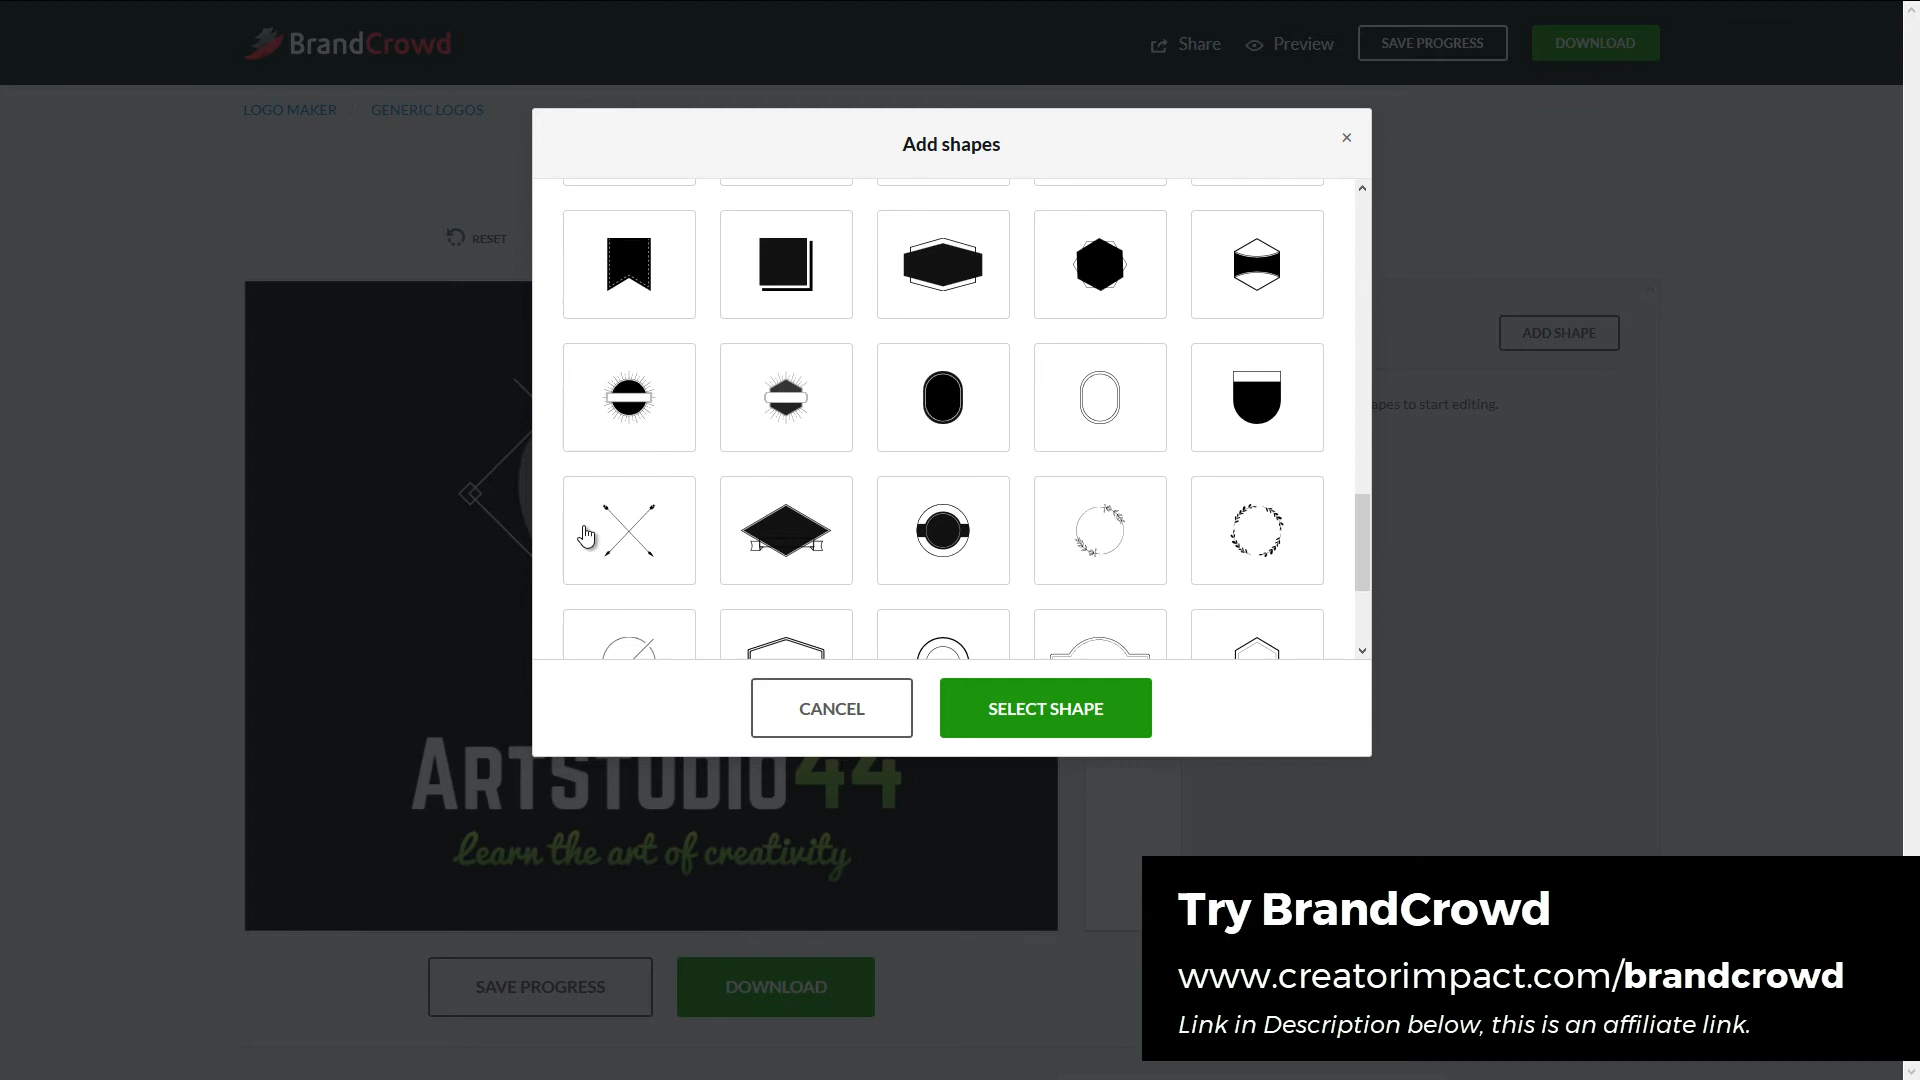 BrandCrowd
Share
Preview
SAVE PROGRESS
DOWNLOAD
LOGO MAKER / GENERIC LOGOS
Add shapes
×
RESET
ADD SHAPE
apes to start editing.
CANCEL
SELECT SHAPE
ARTSTUDIO44
Learn the art of creativity
SAVE PROGRESS
DOWNLOAD
Try BrandCrowd
www.creatorimpact.com/brandcrowd
Link in Description below, this is an affiliate link.